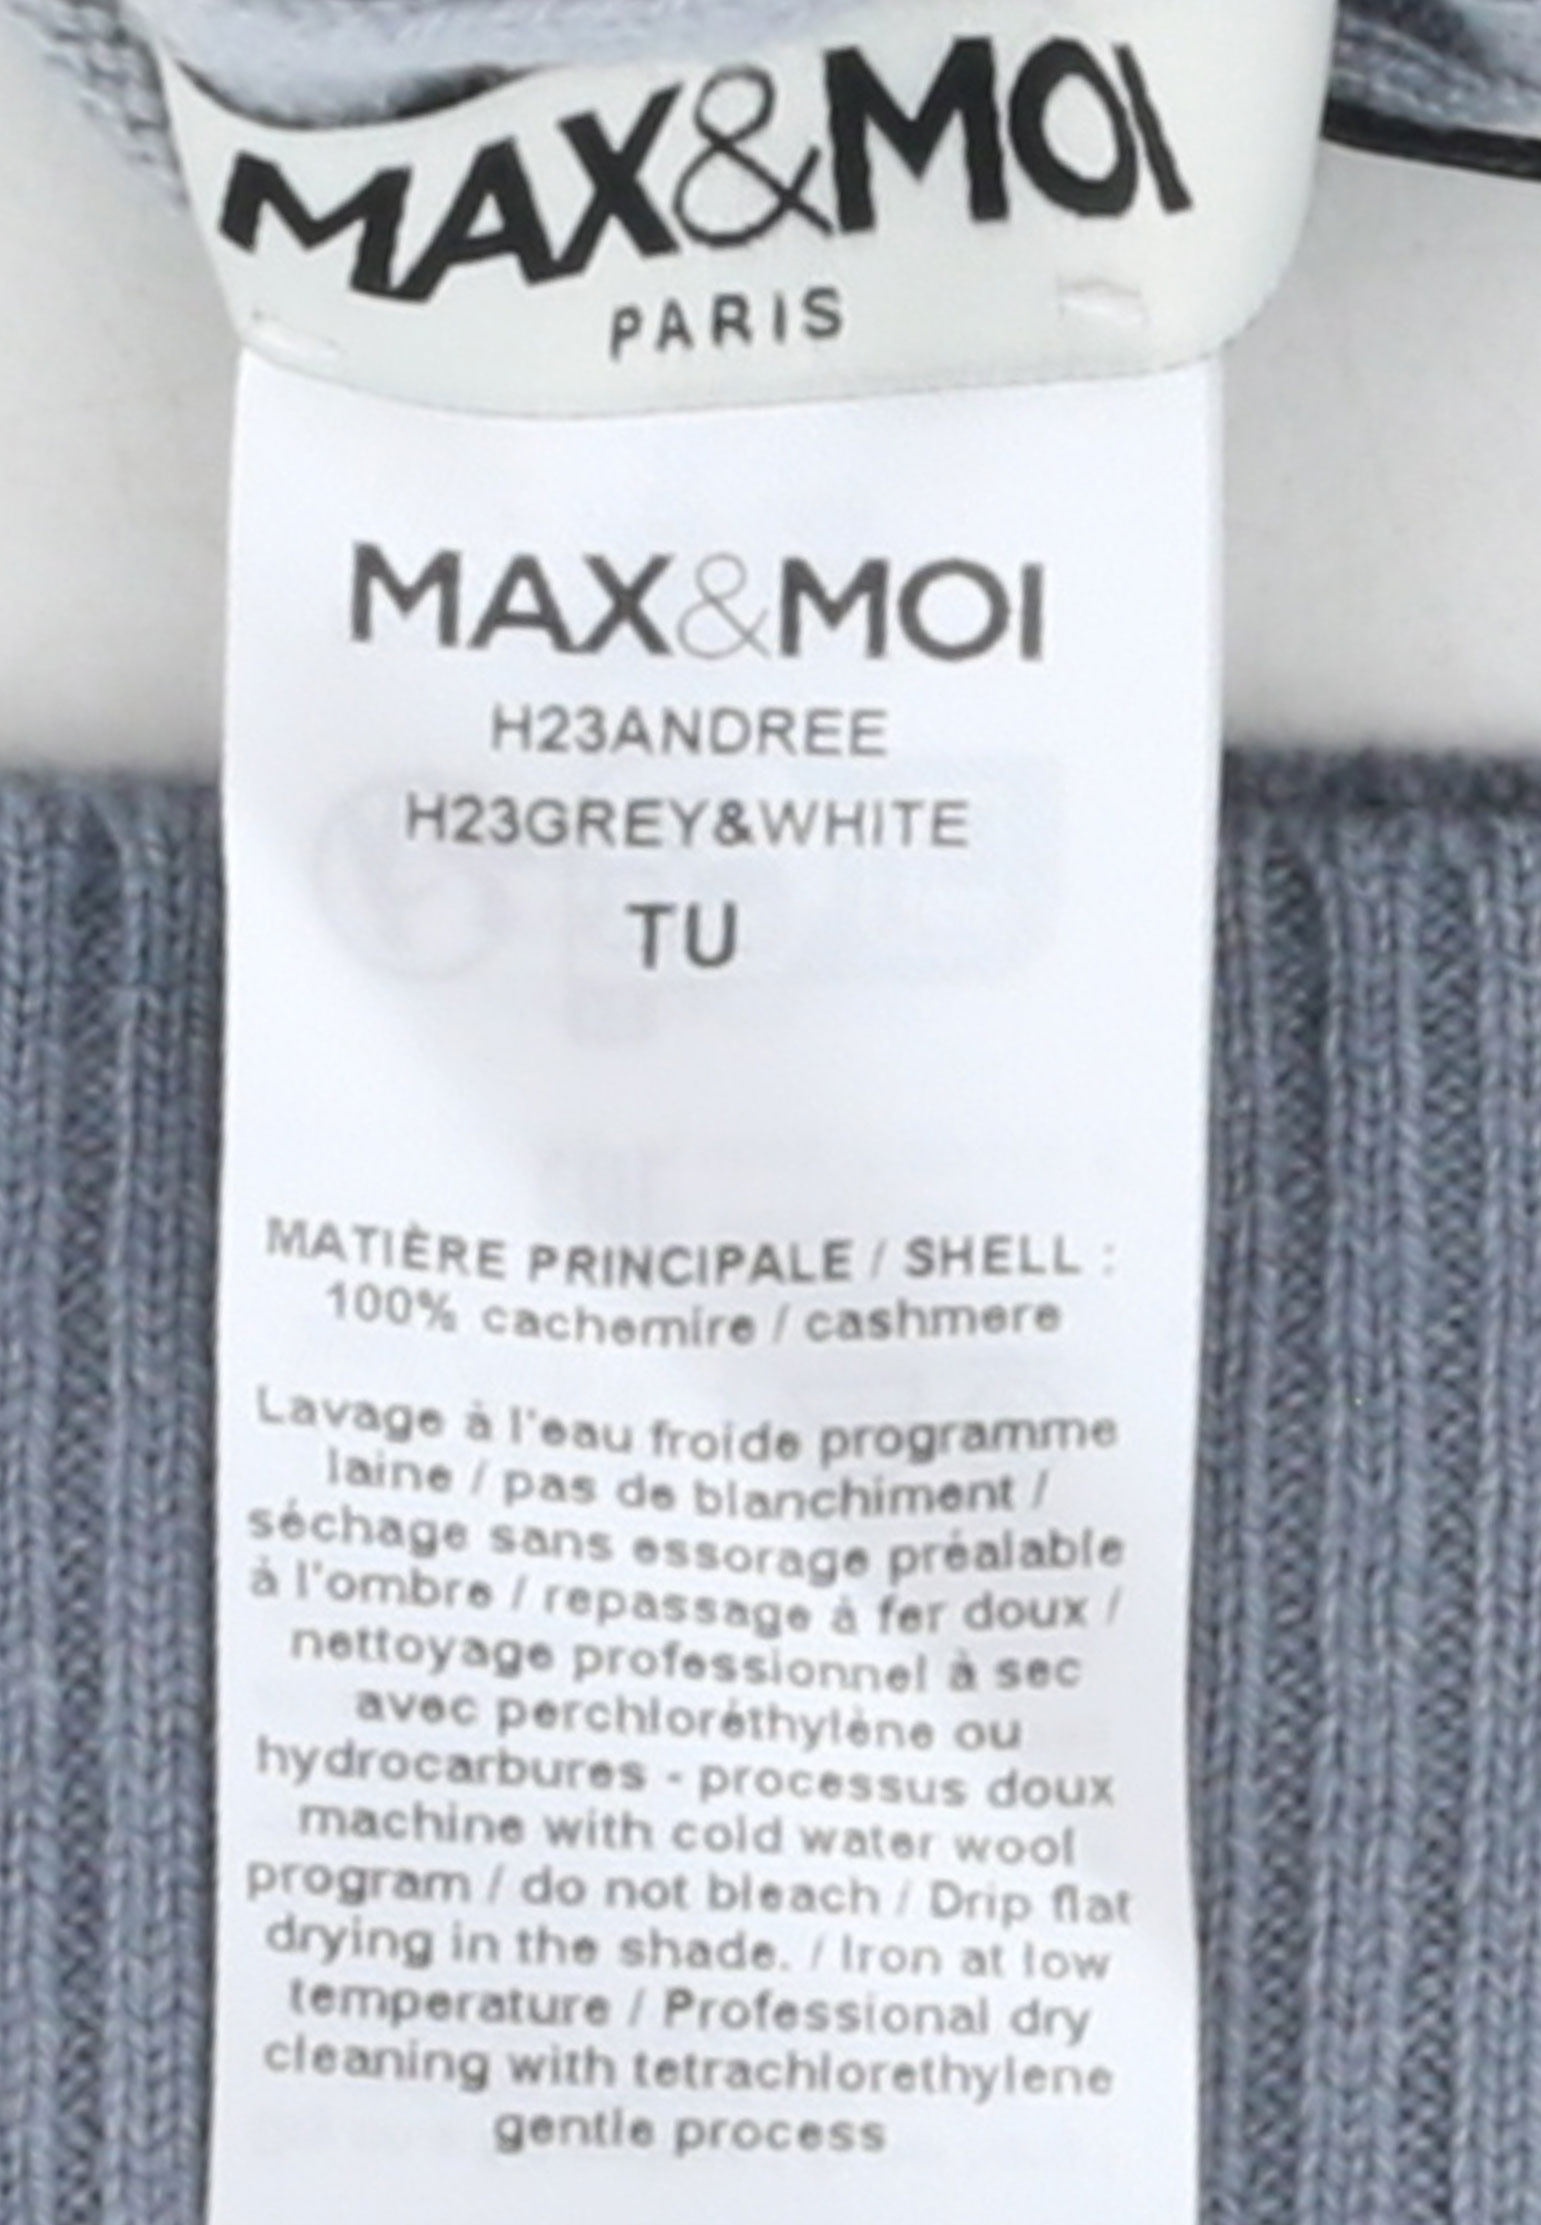 MAX&MOI
PARIS
MAX&MOI
H23ANDREE
H23GREY&WHITE
TU
MATIÈRE PRINCIPALE / SHELL :
100% cachemire / cashmere
Lavage à l'eau froide programme
laine / pas de blanchiment /
séchage sans essorage préalable
à l'ombre / repassage à fer doux /
nettoyage professionnel à sec
avec perchloréthylène ou
hydrocarbures - processus doux
machine with cold water wool
program / do not bleach / Drip flat
drying in the shade. / Iron at low
temperature / Professional dry
cleaning with tetrachlorethylene
gentle process